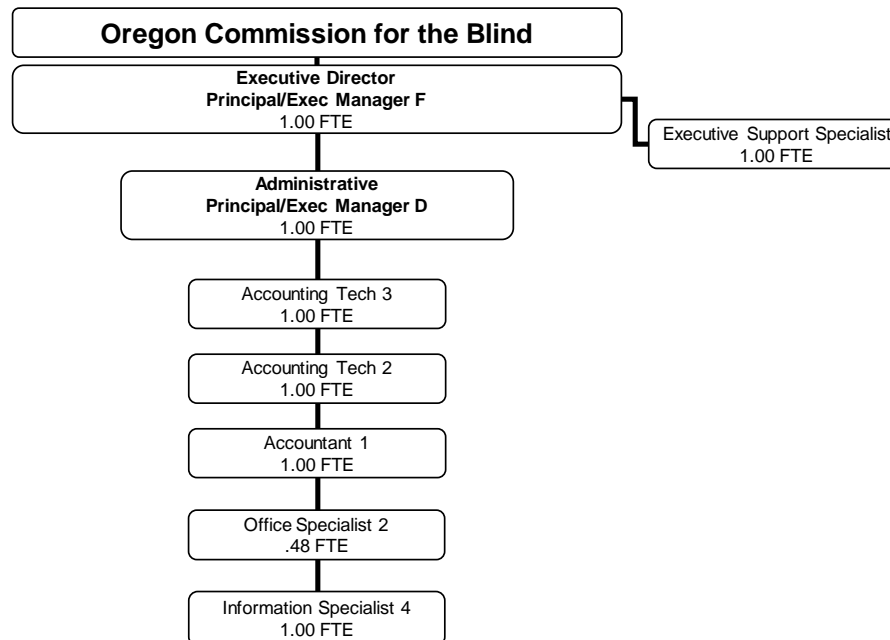 Oregon Commission for the Blind
Executive Director
Principal/Exec Manager F
1.00 FTE
Executive Support Specialist
1.00 FTE
Administrative
Principal/Exec Manager D
1.00 FTE
Accounting Tech 3
1.00 FTE
Accounting Tech 2
1.00 FTE
Accountant 1
1.00 FTE
Office Specialist 2
.48 FTE
Information Specialist 4
1.00 FTE